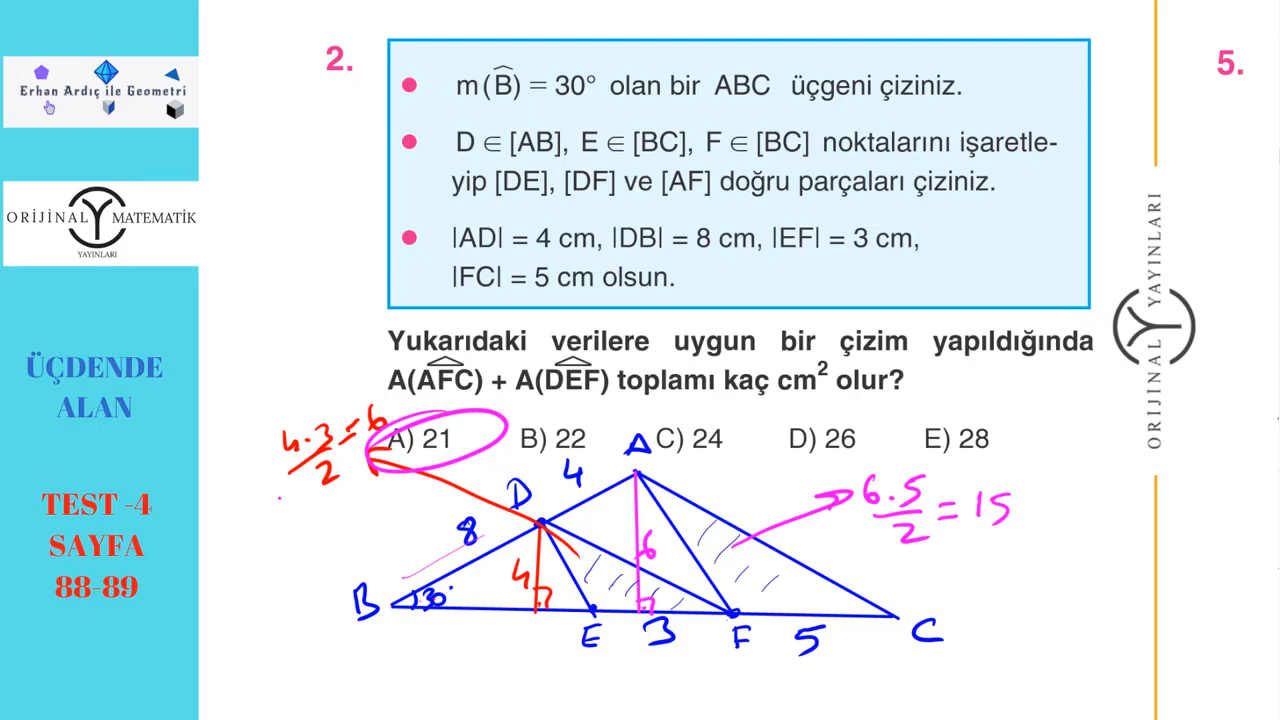 Erhan Ardıç ile Geometri
ORİJİNAL MATEMATİK
YAYINLARI
ÜÇDENDE
ALAN
TEST -4
SAYFA
88-89
2.
m(B̂) = 30° olan bir ABC üçgeni çiziniz.
D ∈ [AB], E ∈ [BC], F ∈ [BC] noktalarını işaretle-
yip [DE], [DF] ve [AF] doğru parçaları çiziniz.
|AD| = 4 cm, |DB| = 8 cm, |EF| = 3 cm,
|FC| = 5 cm olsun.
Yukarıdaki verilere uygun bir çizim yapıldığında
A(AFC) + A(DEF) toplamı kaç cm² olur?
A) 21 B) 22 C) 24 D) 26 E) 28
4.3/2 = 6
A
4
D
8
6
4
B
30°
E
3
F
5
C
6.5/2 = 15
5.
ORİJİNAL YAYINLARI